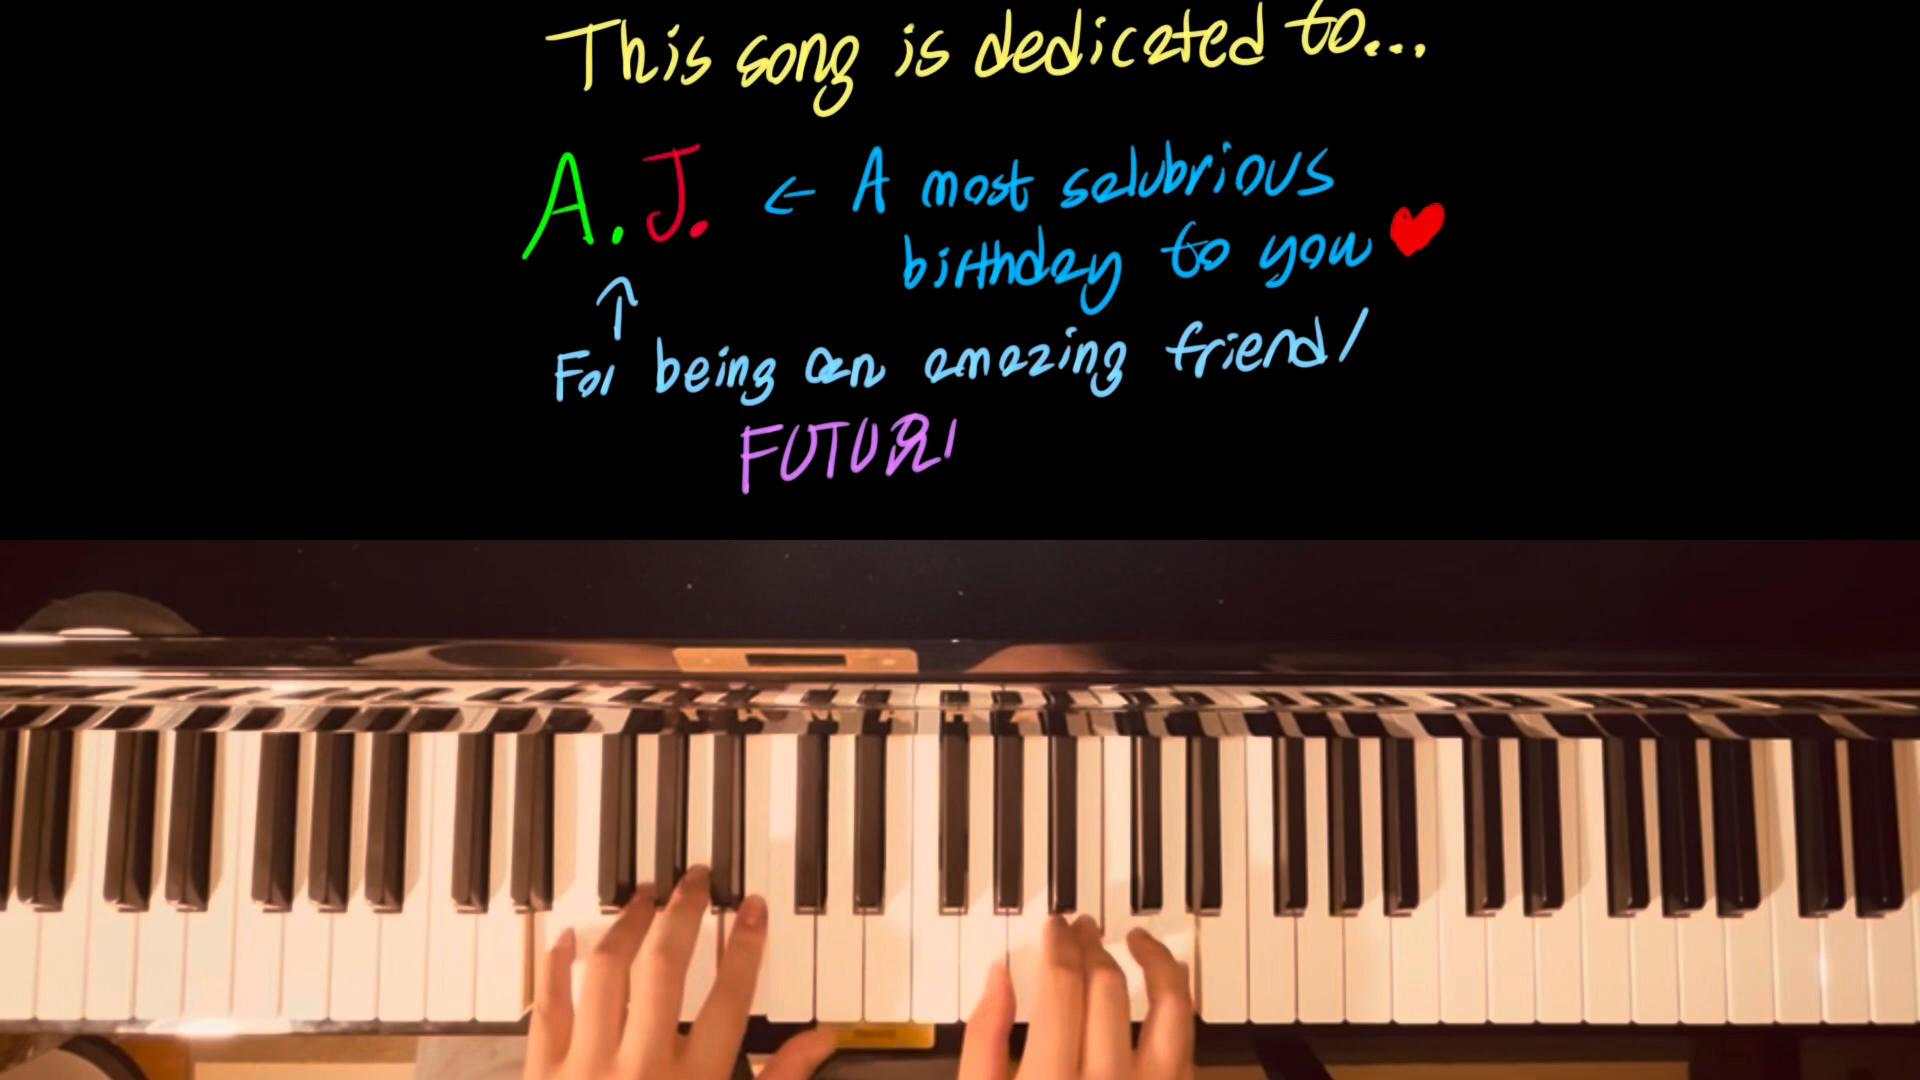 This song is dedicated to...
A.J. ← A most salubrious
birthday to you ♥
↑
For being an amazing friend/
FUTURI